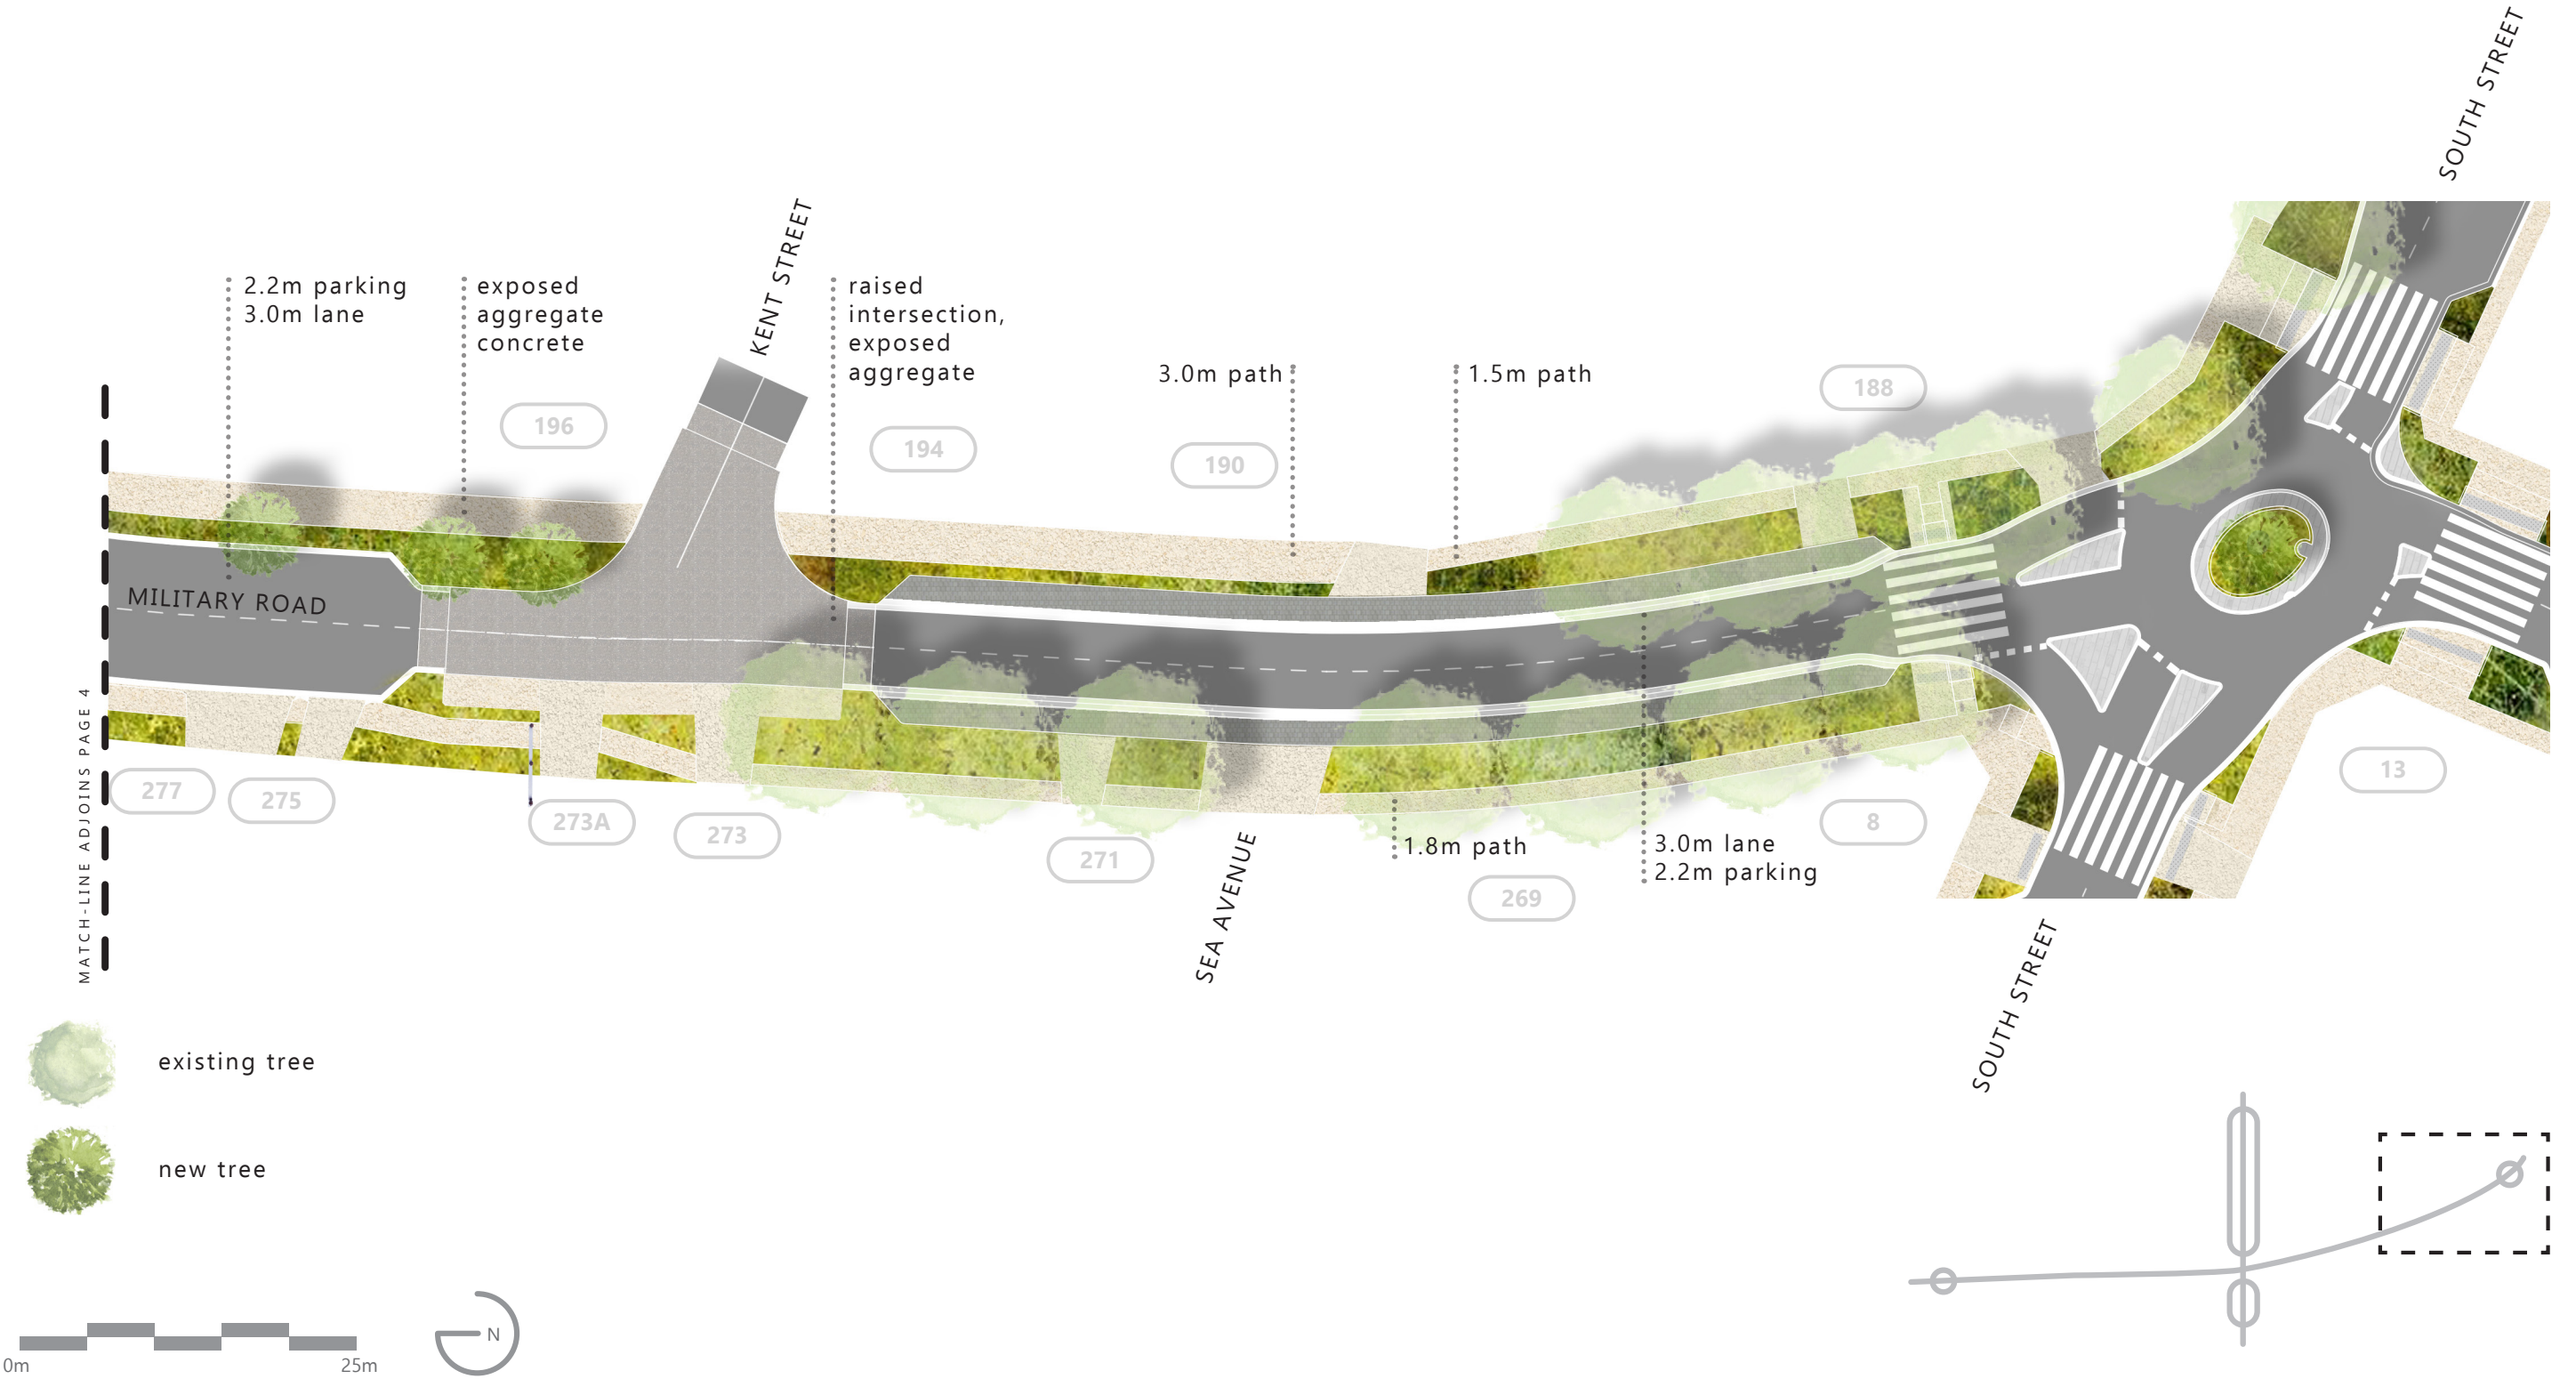 SOUTH STREET
KENT STREET
2.2m parking
3.0m lane
exposed
aggregate
concrete
raised
intersection,
exposed
aggregate
3.0m path
1.5m path
188
196
194
190
MILITARY ROAD
MATCH-LINE ADJOINS PAGE 4
277
275
273A
273
271
SEA AVENUE
1.8m path
269
3.0m lane
2.2m parking
8
13
SOUTH STREET
existing tree
new tree
0m
25m
N